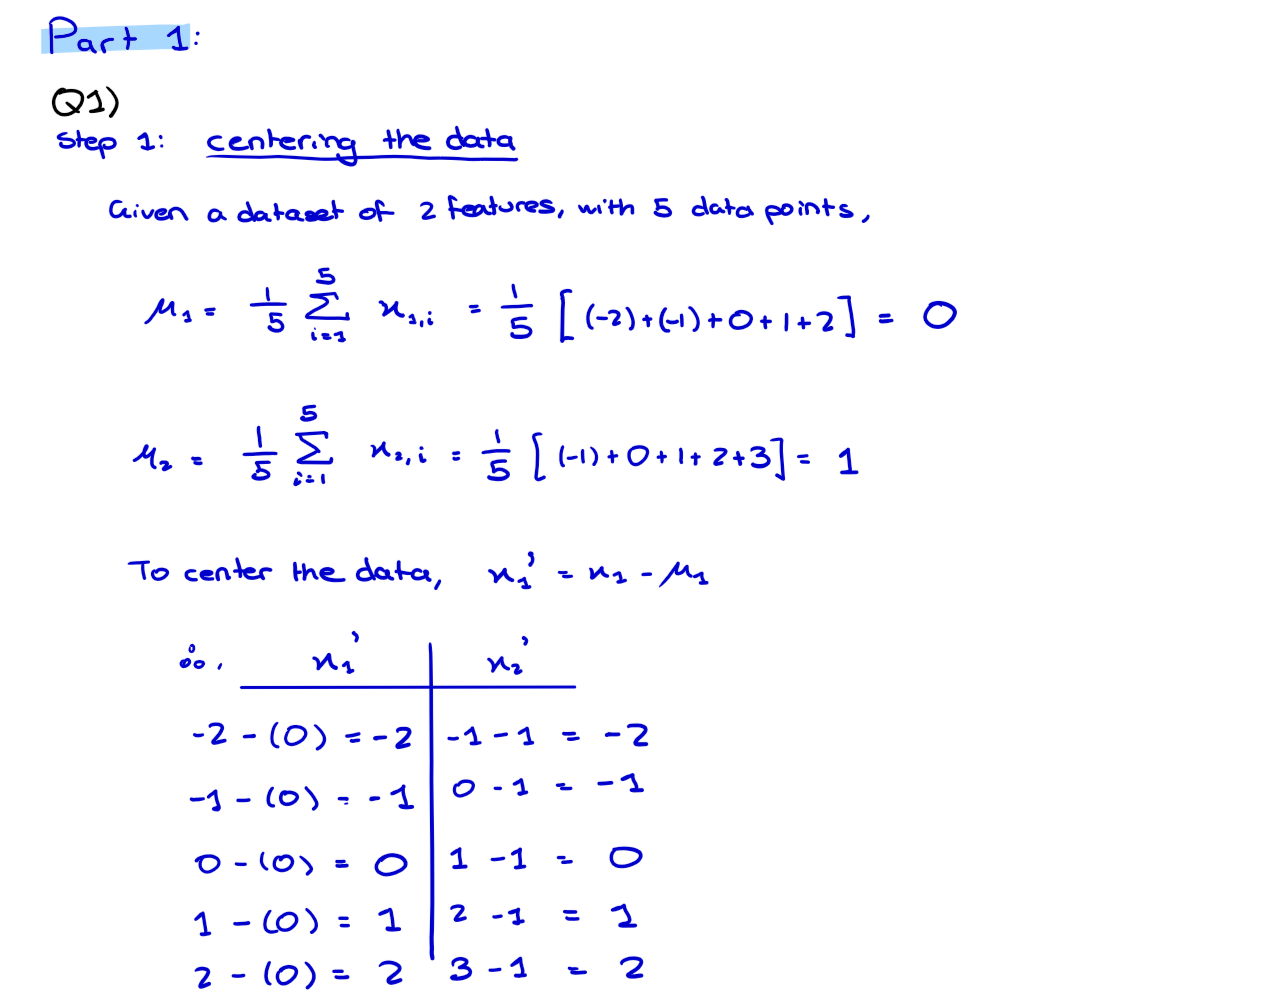 Part 1:
Q1)
Step 1: centering the data
Given a dataset of 2 features, with 5 data points,
μ₁ = 1/5 ∑_{i=1}^{5} x₁,ᵢ = 1/5 [(-2)+(-1)+0+1+2] = 0
μ₂ = 1/5 ∑_{i=1}^{5} x₂,ᵢ = 1/5 [(-1)+0+1+2+3] = 1
To center the data, x₁' = x₁ - μ₁
∴, x₁' | x₂'
-2 - (0) = -2 | -1 - 1 = -2
-1 - (0) = -1 | 0 - 1 = -1
0 - (0) = 0 | 1 - 1 = 0
1 - (0) = 1 | 2 - 1 = 1
2 - (0) = 2 | 3 - 1 = 2